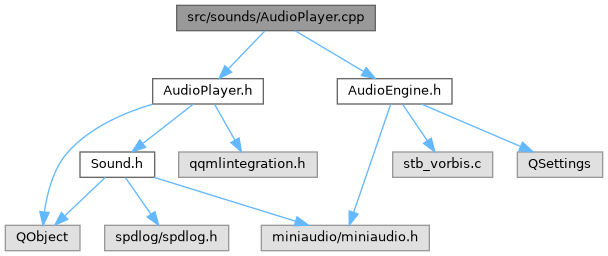 src/sounds/AudioPlayer.cpp
AudioPlayer.h
AudioEngine.h
Sound.h
qqmlintegration.h
stb_vorbis.c
QSettings
QObject
spdlog/spdlog.h
miniaudio/miniaudio.h